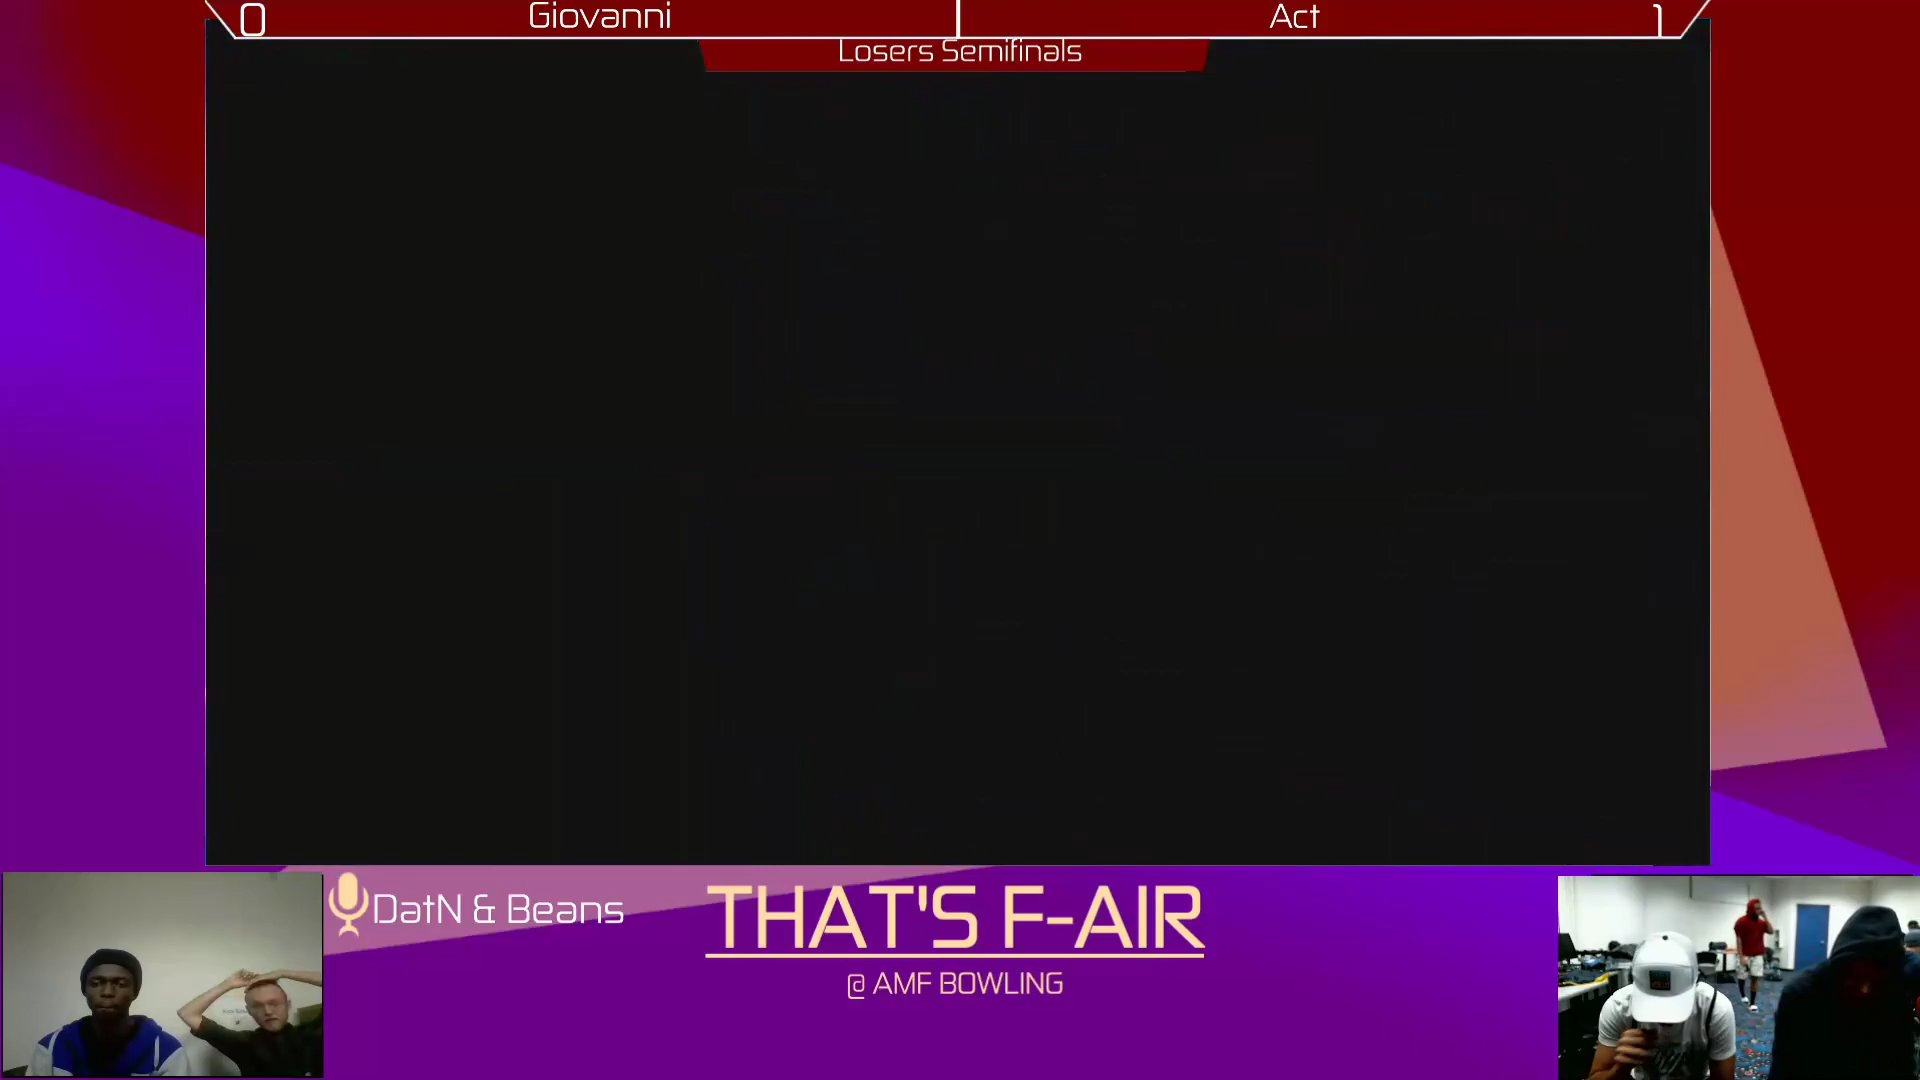 0 Giovanni Act 1
Losers Semifinals
DatN & Beans
THAT'S F-AIR
@ AMF BOWLING